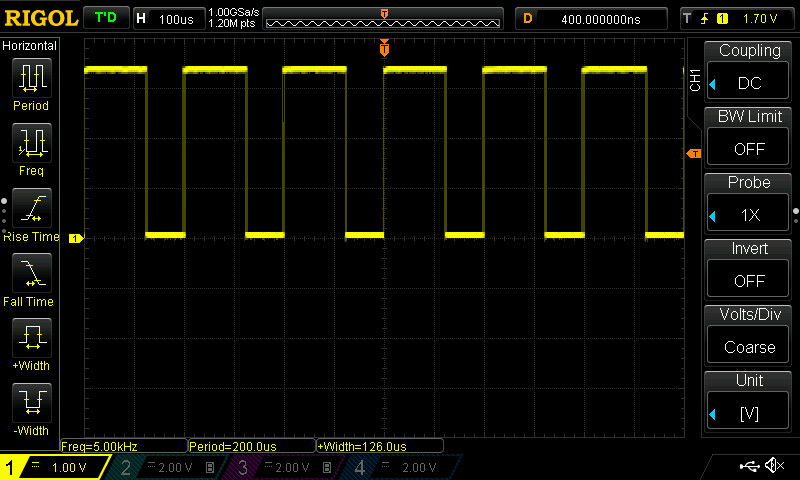 RIGOL T'D H 100us 1.00GSa/s 1.20M pts T D 400.000000ns T 1 1.70 V
Horizontal
Period
Freq
Rise Time
Fall Time
+Width
-Width
T
T
1
CH1
Coupling
DC
BW Limit
OFF
Probe
1X
Invert
OFF
Volts/Div
Coarse
Unit
[V]
Freq=5.00kHz Period=200.0us +Width=126.0us
1 1.00 V 2 2.00 V B 3 2.00 V B 4 2.00 V